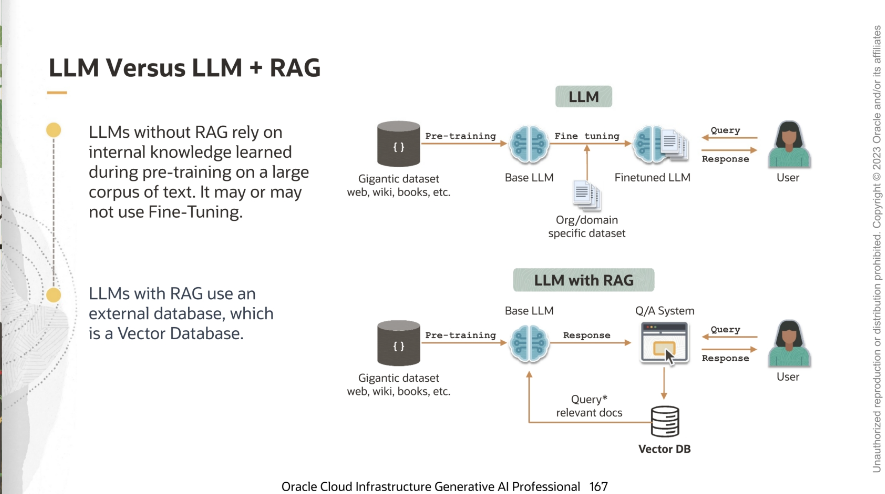 LLM Versus LLM + RAG
LLMs without RAG rely on
internal knowledge learned
during pre-training on a large
corpus of text. It may or may
not use Fine-Tuning.
LLMs with RAG use an
external database, which
is a Vector Database.
LLM
{ }
Pre-training
Fine tuning
Query
Response
Gigantic dataset
web, wiki, books, etc.
Base LLM
Finetuned LLM
User
Org/domain
specific dataset
LLM with RAG
Base LLM
Q/A System
{ }
Pre-training
Response
Query
Response
Gigantic dataset
web, wiki, books, etc.
User
Query*
relevant docs
Vector DB
Oracle Cloud Infrastructure Generative AI Professional 167
Unauthorized reproduction or distribution prohibited. Copyright © 2023 Oracle and/or its affiliates